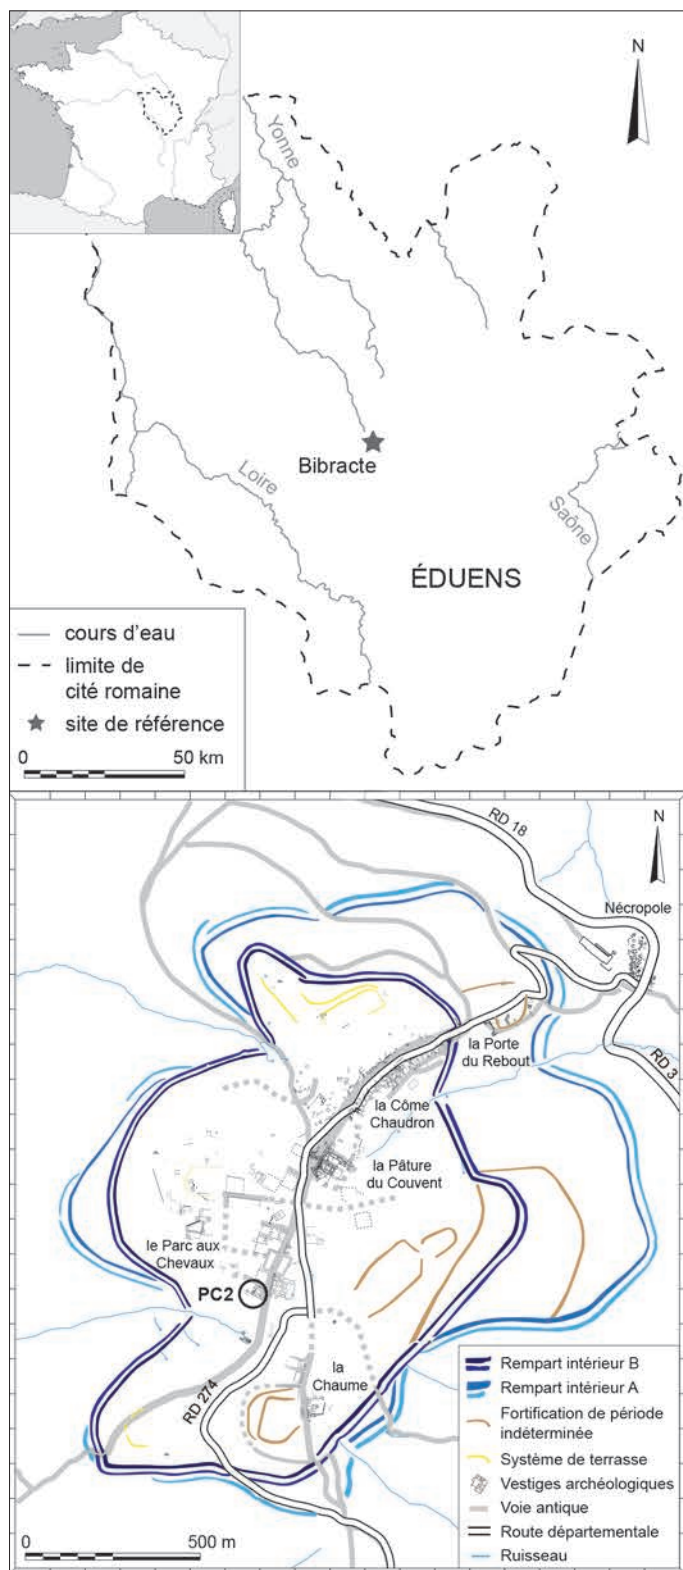 N
Yonne
Bibracte
Loire
Saône
ÉDUENS
cours d'eau
limite de
cité romaine
site de référence
0 50 km
RD 18
N
Nécropole
la Porte
du Rebout
RD 3
la Côme
Chaudron
la Pâture
du Couvent
le Parc aux
Chevaux
PC2
la
Chaume
RD 274
Rempart intérieur B
Rempart intérieur A
Fortification de période
indéterminée
Système de terrasse
Vestiges archéologiques
Voie antique
Route départementale
Ruisseau
0 500 m